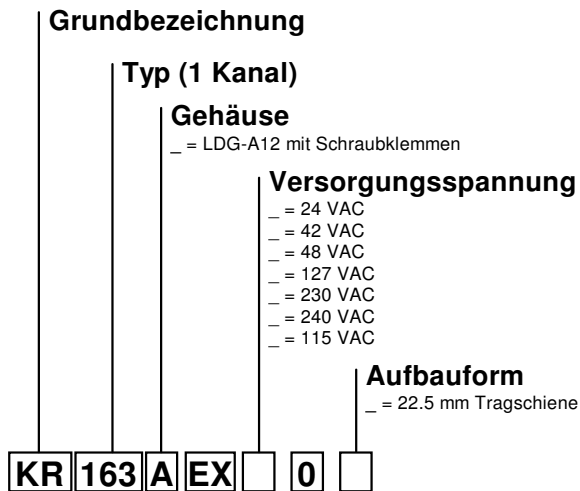 Grundbezeichnung
Typ (1 Kanal)
Gehäuse
_ = LDG-A12 mit Schraubklemmen
Versorgungsspannung
_ = 24 VAC
_ = 42 VAC
_ = 48 VAC
_ = 127 VAC
_ = 230 VAC
_ = 240 VAC
_ = 115 VAC
Aufbauform
_ = 22.5 mm Tragschiene
KR 163 A EX 0